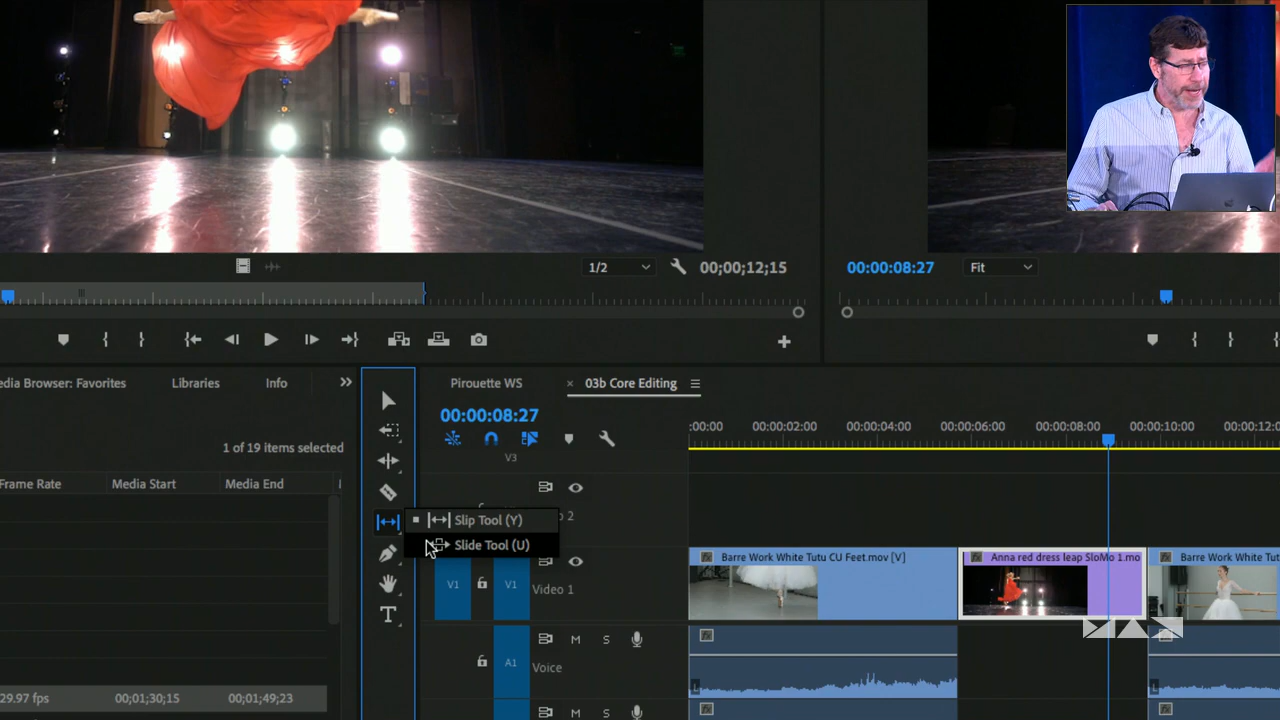 1/2
00;00;12;15
00:00:08:27
Fit
edia Browser: Favorites
Libraries
Info
Pirouette WS
03b Core Editing
00:00:08:27
:00:00
00:00:02:00
00:00:04:00
00:00:06:00
00:00:08:00
00:00:10:00
00:00:12:0
1 of 19 items selected
V3
Frame Rate
Media Start
Media End
Slip Tool (Y)
o 2
Slide Tool (U)
Barre Work White Tutu CU Feet.mov [V]
Anna red dress leap SloMo 1.mo
Barre Work White Tut
V1
V1
Video 1
MAX
M
S
A1
Voice
29.97 fps
00;01;30;15
00;01;49;23
L
L
M
S